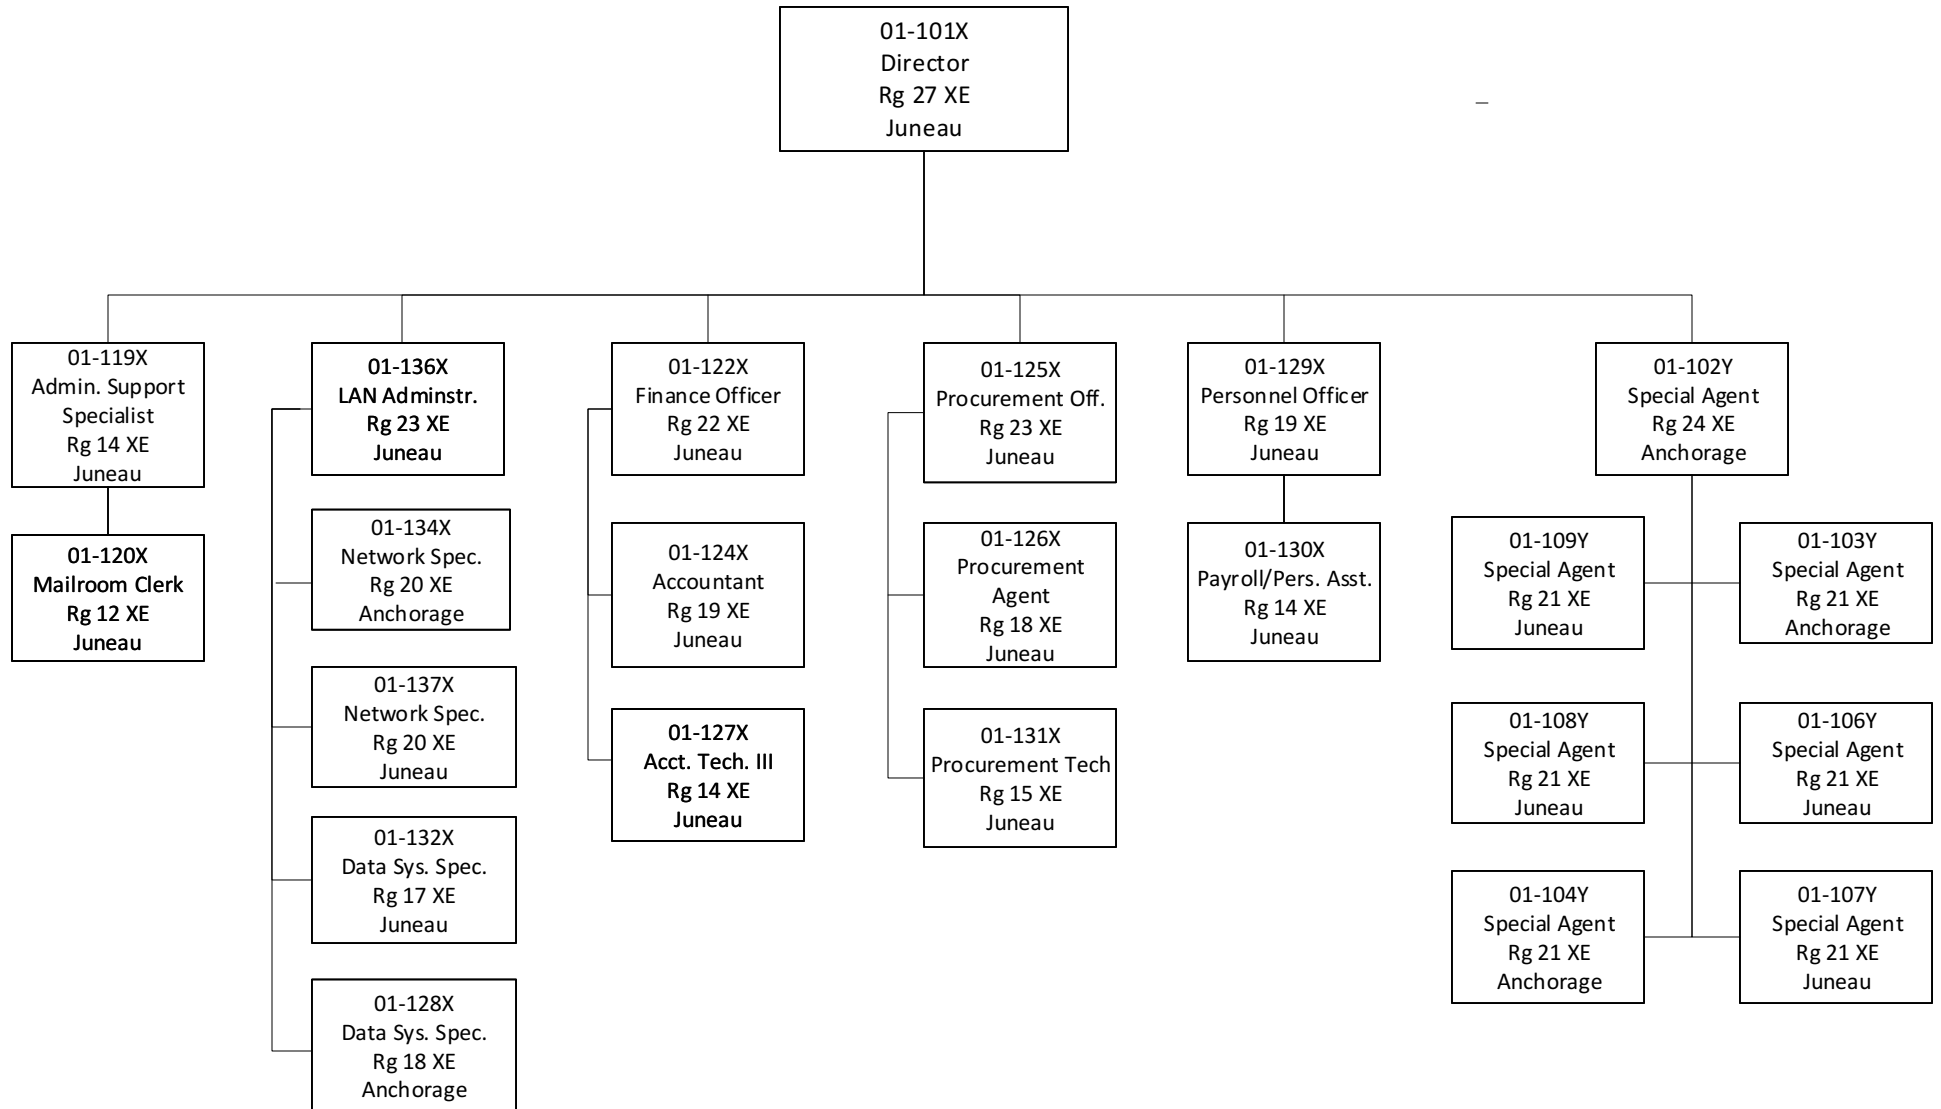 01-101X
Director
Rg 27 XE
Juneau
–
01-119X
Admin. Support
Specialist
Rg 14 XE
Juneau
01-120X
Mailroom Clerk
Rg 12 XE
Juneau
01-136X
LAN Adminstr.
Rg 23 XE
Juneau
01-134X
Network Spec.
Rg 20 XE
Anchorage
01-137X
Network Spec.
Rg 20 XE
Juneau
01-132X
Data Sys. Spec.
Rg 17 XE
Juneau
01-128X
Data Sys. Spec.
Rg 18 XE
Anchorage
01-122X
Finance Officer
Rg 22 XE
Juneau
01-124X
Accountant
Rg 19 XE
Juneau
01-127X
Acct. Tech. III
Rg 14 XE
Juneau
01-125X
Procurement Off.
Rg 23 XE
Juneau
01-126X
Procurement
Agent
Rg 18 XE
Juneau
01-131X
Procurement Tech
Rg 15 XE
Juneau
01-129X
Personnel Officer
Rg 19 XE
Juneau
01-130X
Payroll/Pers. Asst.
Rg 14 XE
Juneau
01-102Y
Special Agent
Rg 24 XE
Anchorage
01-109Y
Special Agent
Rg 21 XE
Juneau
01-103Y
Special Agent
Rg 21 XE
Anchorage
01-108Y
Special Agent
Rg 21 XE
Juneau
01-106Y
Special Agent
Rg 21 XE
Juneau
01-104Y
Special Agent
Rg 21 XE
Anchorage
01-107Y
Special Agent
Rg 21 XE
Juneau